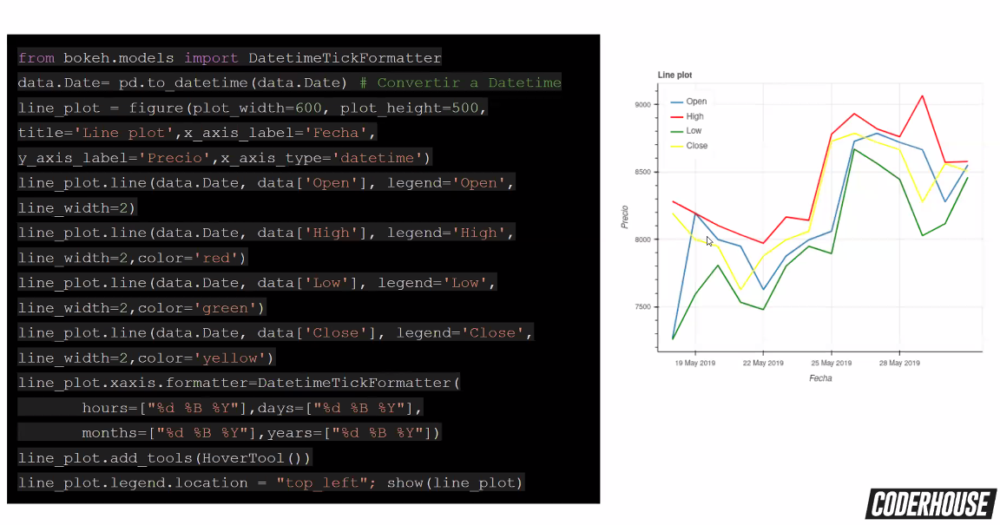 from bokeh.models import DatetimeTickFormatter
data.Date= pd.to_datetime(data.Date) # Convertir a Datetime
line_plot = figure(plot_width=600, plot_height=500,
title='Line plot',x_axis_label='Fecha',
y_axis_label='Precio',x_axis_type='datetime')
line_plot.line(data.Date, data['Open'], legend='Open',
line_width=2)
line_plot.line(data.Date, data['High'], legend='High',
line_width=2,color='red')
line_plot.line(data.Date, data['Low'], legend='Low',
line_width=2,color='green')
line_plot.line(data.Date, data['Close'], legend='Close',
line_width=2,color='yellow')
line_plot.xaxis.formatter=DatetimeTickFormatter(
hours=["%d %B %Y"],days=["%d %B %Y"],
months=["%d %B %Y"],years=["%d %B %Y"])
line_plot.add_tools(HoverTool())
line_plot.legend.location = "top_left"; show(line_plot)
Line plot
Open
High
Low
Close
9000
8500
8000
7500
Precio
19 May 2019 22 May 2019 25 May 2019 28 May 2019
Fecha
CODERHOUSE